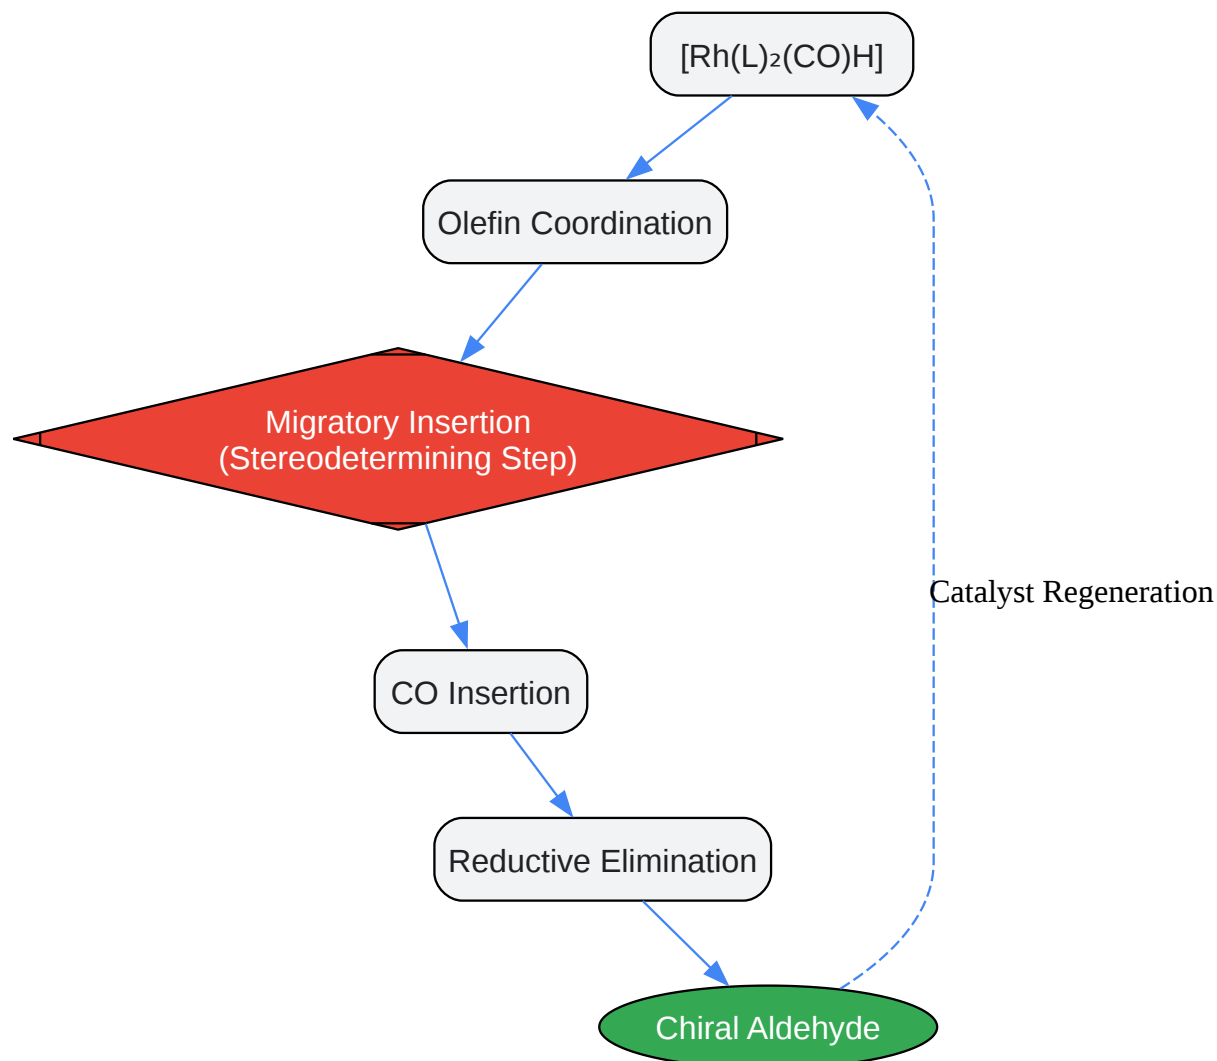 [Rh(L)₂(CO)H]
Olefin Coordination
Migratory Insertion
(Stereodetermining Step)
Catalyst Regeneration
CO Insertion
Reductive Elimination
Chiral Aldehyde